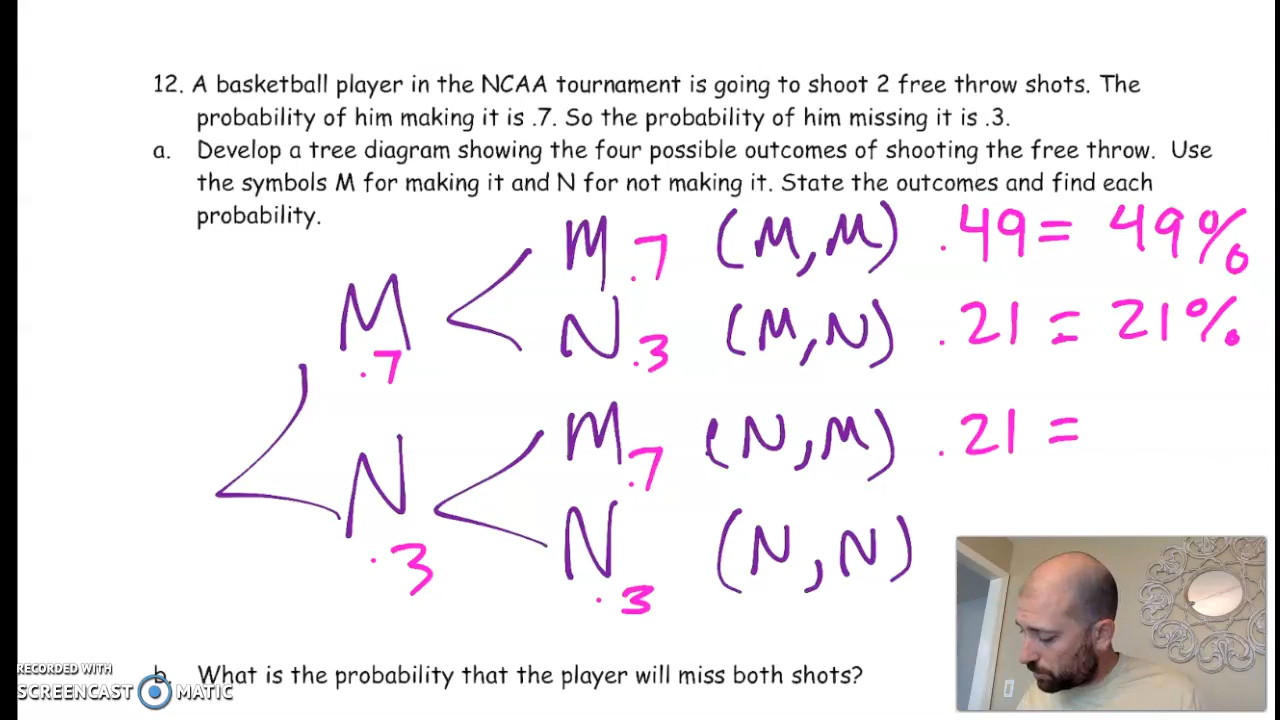 12. A basketball player in the NCAA tournament is going to shoot 2 free throw shots. The
probability of him making it is .7. So the probability of him missing it is .3.
a. Develop a tree diagram showing the four possible outcomes of shooting the free throw. Use
the symbols M for making it and N for not making it. State the outcomes and find each
probability.
M .7 (M,M) .49 = 49%
M .7
N .3 (M,N) .21 = 21%
M .7 (N,M) .21 =
N .3
N .3 (N,N)
b. What is the probability that the player will miss both shots?
RECORDED WITH
SCREENCAST MATIC